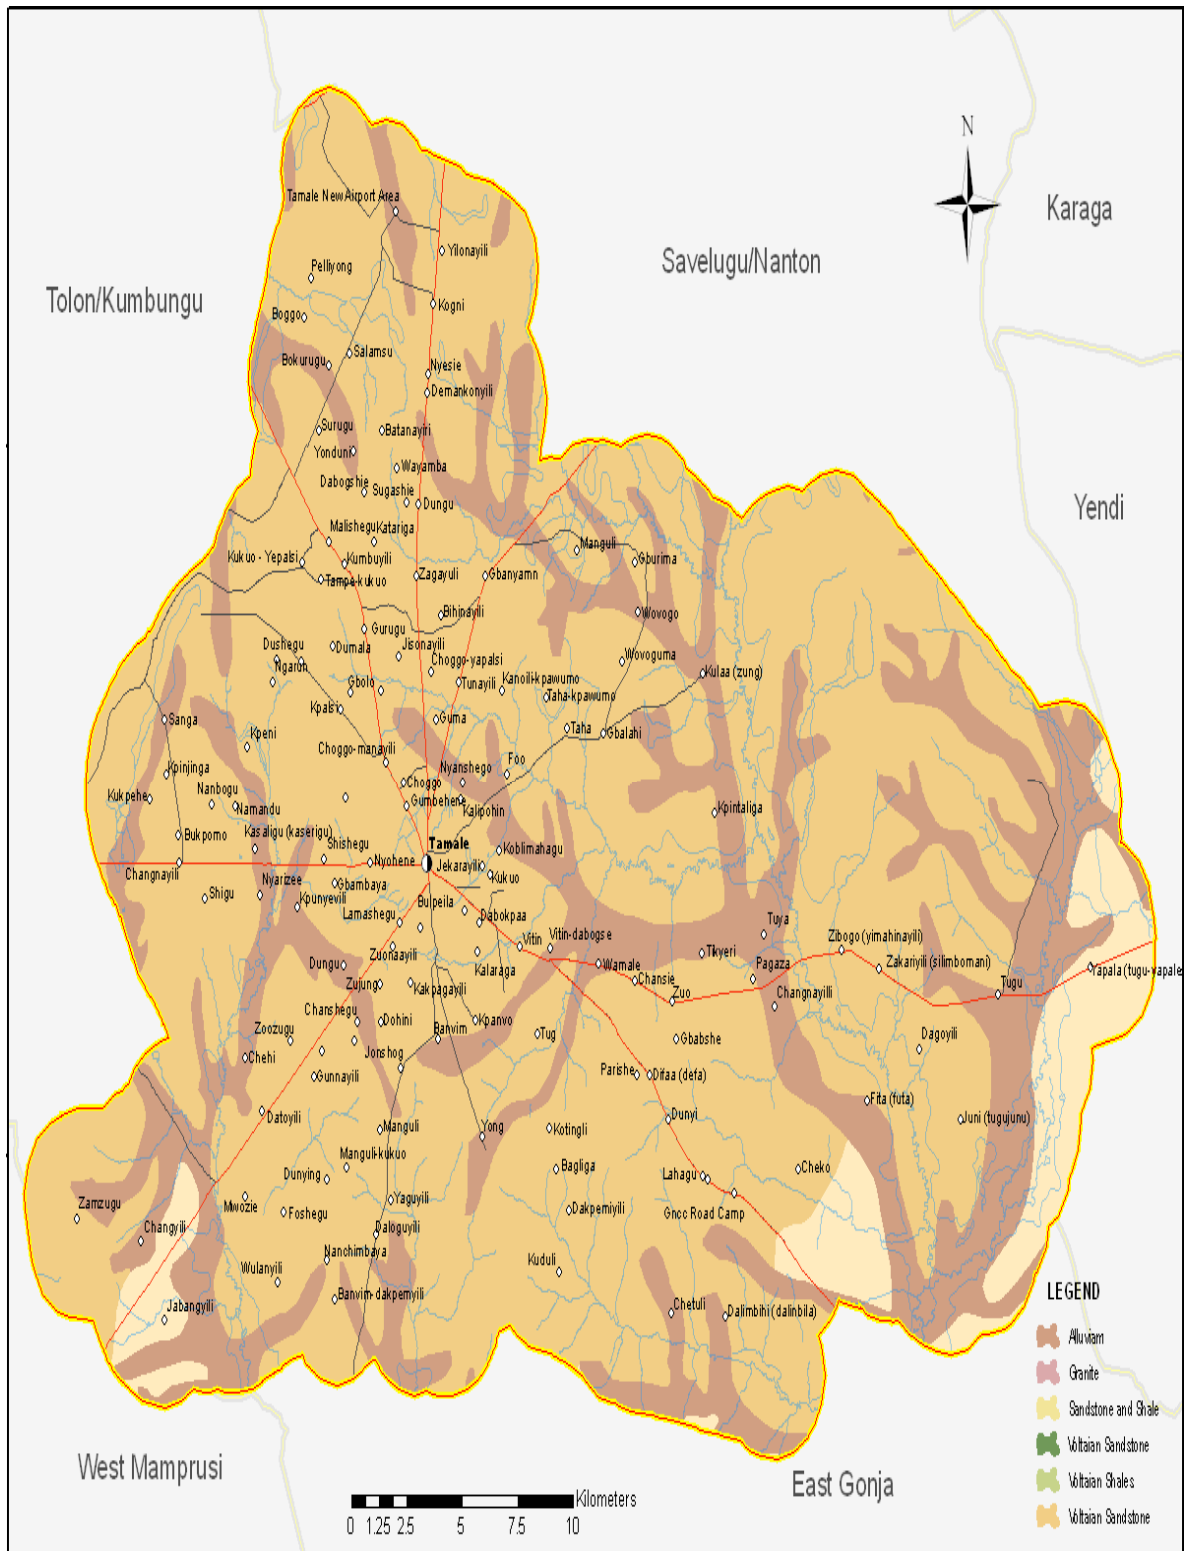 N
Karaga
Tamale New Airport Area
Yilonayili
Savelugu/Nanton
Pelliyong
Tolon/Kumbungu
Kogni
Boggo
Salamsu
Bokurugu
Nyesie
Demankonyili
Surugu
Batanayiri
Yonduni
Wayamba
Dabogshie
Sugashie
Dungu
Yendi
Malishegu
Katariga
Manguli
Kukuo - Yepalsi
Kumbuyili
Gburima
Tampe-kukuo
Zagayuli
Gbanyamn
Bihinayili
Wovogo
Gurugu
Dumala
Jisonayili
Dushegu
Choggo-yapalsi
Wovoguma
Ngaron
Kulaa (zung)
Gbolo
Tunayili
Kanoili-kpawumo
Taha-kpawumo
Kpalsi
Sanga
Guma
Taha
Gbalahi
Kpeni
Choggo-manayili
Foo
Kpinjinga
Nyanshego
Choggo
Nanbogu
Kukpehe
Namandu
Gumbehene
Kalipohin
Kpintaliga
Bukpomo
Kasaligu (kaserigu)
Tamale
Shishegu
Koblimahagu
Nyohene
Jekarayili
Changnayili
Kukuo
Gbambaya
Shigu
Nyarizee
Kpunyevili
Bulpeila
Lamashegu
Dabokpaa
Tuya
Vitin
Vitin-dabogse
Zibogo (yimahinayili)
Zuonaayili
Tikyeri
Dungu
Kalaraga
Wamale
Pagaza
Zakariyili (silimbomani)
Yapala (tugu-yapale
Zujung
Kakpagayili
Chansie
Zuo
Tugu
Chanshegu
Dohini
Kpanvo
Changnayilli
Zoozugu
Banvim
Tug
Gbabshe
Dagoyili
Chehi
Jonshog
Gunnayili
Parishe
Difaa (defa)
Fita (futa)
Datoyili
Dunyi
Juni (tugujunu)
Manguli
Yong
Kotingli
Manguli-kukuo
Bagliga
Cheko
Dunying
Lahagu
Mwozie
Yaguyili
Zamzugu
Foshegu
Dakpemiyili
Gncc Road Camp
Changyili
Daloguyili
Nanchimbaya
Wulanyili
Kuduli
Banvim-dakpemyili
Jabangyili
Chetuli
Dalimbihi (dalinbila)
LEGEND
Alluviam
Granite
Sandstone and Shale
Voltaian Sandstone
Voltaian Shales
Voltaian Sandstone
West Mamprusi
East Gonja
Kilometers
0 1.25 2.5 5 7.5 10